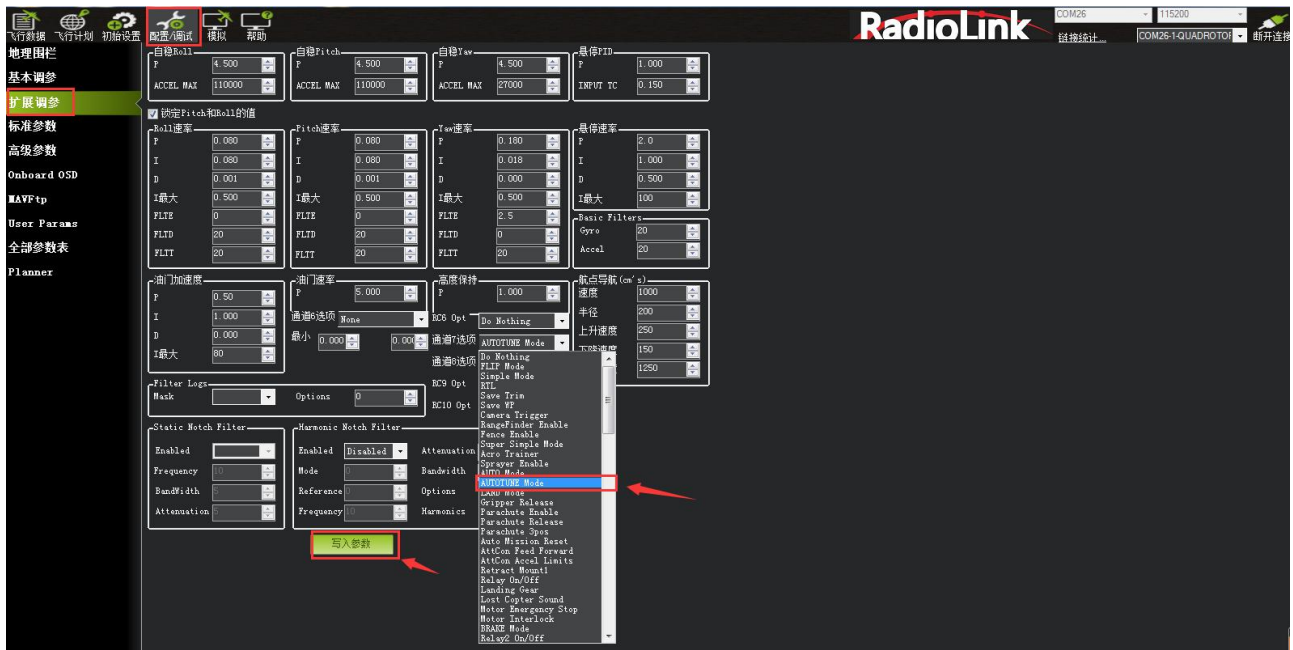 飞行数据 飞行计划 初始设置 配置/调试 模拟 帮助
RadioLink
COM26 115200
链接统计... COM26-1-QUADROTOR 断开连接
地理围栏
基本调参
扩展调参
标准参数
高级参数
Onboard OSD
MAVFtp
User Params
全部参数表
Planner
自稳Roll 自稳Pitch 自稳Yaw 悬停PID
P 4.500 P 4.500 P 4.500 P 1.000
ACCEL MAX 110000 ACCEL MAX 110000 ACCEL MAX 27000 INPUT TC 0.150
锁定Pitch和Roll的值
Roll速率 Pitch速率 Yaw速率 悬停速率
P 0.080 P 0.080 P 0.180 P 2.0
I 0.080 I 0.080 I 0.018 I 1.000
D 0.001 D 0.001 D 0.000 D 0.500
I最大 0.500 I最大 0.500 I最大 0.500 I最大 100
FLTE 0 FLTE 0 FLTE 2.5
FLTD 20 FLTD 20 FLTD 0
FLTT 20 FLTT 20 FLTT 20
Basic Filters
Gyro 20
Accel 20
油门加速度 油门速率 高度保持 航点导航(cm's)
P 0.50 P 5.000 P 1.000 速度 1000
I 1.000 通道6选项 None RC6 Opt Do Nothing 半径 200
D 0.000 最小 0.000 0.000 通道7选项 AUTOTUNE Mode 上升速度 250
I最大 80 通道8选项 下降速度 150
1250
Filter Logs RC9 Opt
Mask Options 0 RC10 Opt
Static Notch Filter Harmonic Notch Filter
Enabled Enabled Disabled Attenuation
Frequency 10 Mode 0 Bandwidth
BandWidth 5 Reference 0 Options
Attenuation 5 Frequency 10 Harmonics
写入参数
Do Nothing
FLIP Mode
Simple Mode
RTL
Save Trim
Save WP
Camera Trigger
RangeFinder Enable
Fence Enable
Super Simple Mode
Acro Trainer
Sprayer Enable
AUTO Mode
AUTOTUNE Mode
LAND Mode
Gripper Release
Parachute Enable
Parachute Release
Parachute 3pos
Auto Mission Reset
AttCon Feed Forward
AttCon Accel Limits
Retract Mount1
Relay On/Off
Landing Gear
Lost Copter Sound
Motor Emergency Stop
Motor Interlock
BRAKE Mode
Relay2 On/Off